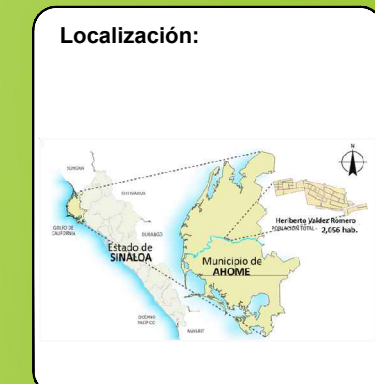 Localización:
N
SONORA
CHIHUAHUA
GOLFO DE
CALIFORNIA
DURANGO
Estado de
SINALOA
OCÉANO
PACÍFICO
NAYARIT
Municipio de
AHOME
Heriberto Valdez Romero
POBLACIÓN TOTAL - 2,656 hab.